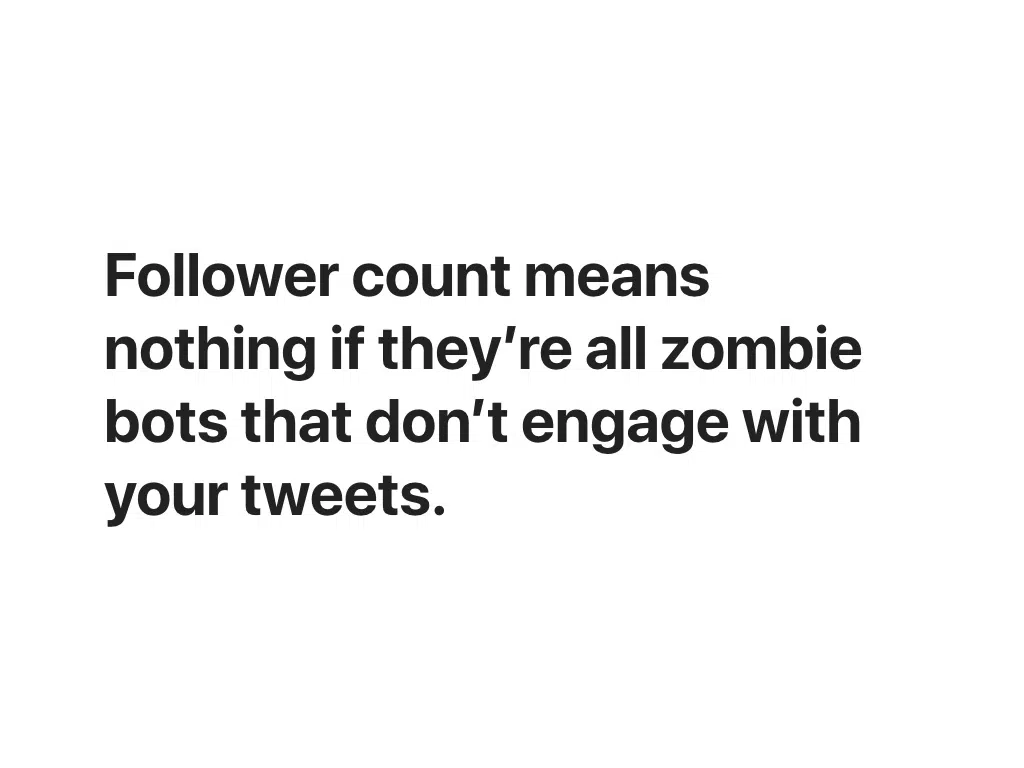 Follower count means
nothing if they’re all zombie
bots that don’t engage with
your tweets.